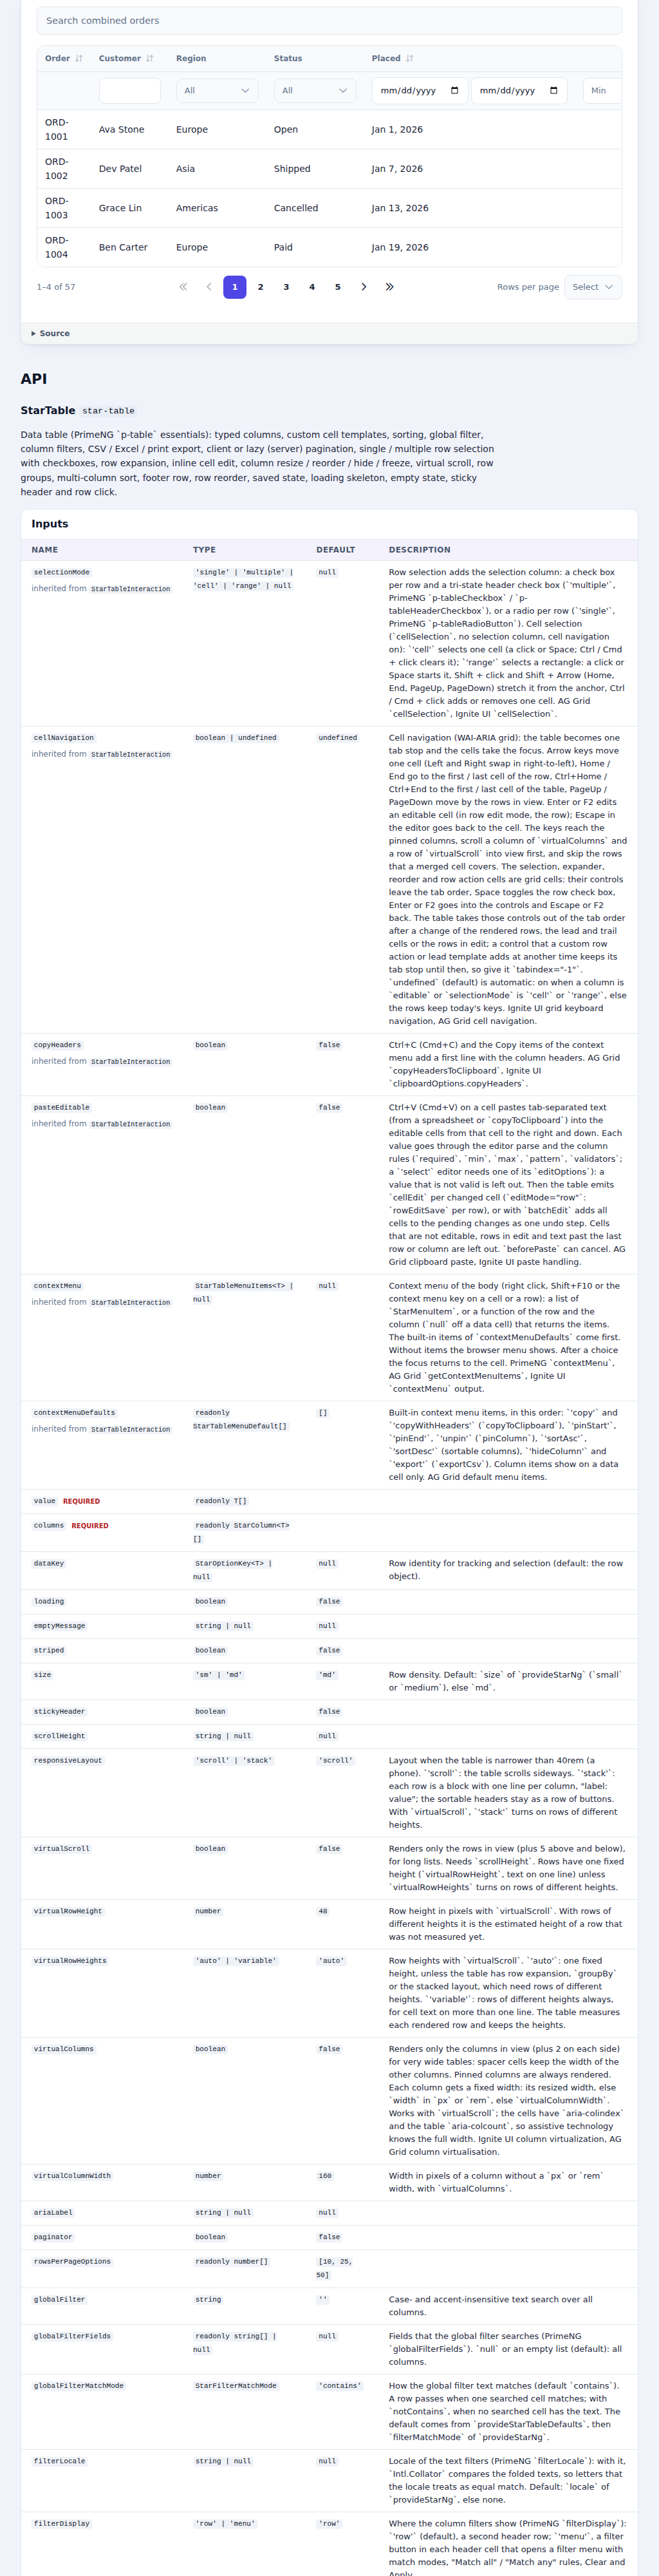 Search combined orders
Order Customer Region Status Placed
All All mm/dd/yyyy mm/dd/yyyy Min
ORD-
1001 Ava Stone Europe Open Jan 1, 2026
ORD-
1002 Dev Patel Asia Shipped Jan 7, 2026
ORD-
1003 Grace Lin Americas Cancelled Jan 13, 2026
ORD-
1004 Ben Carter Europe Paid Jan 19, 2026
1–4 of 57 1 2 3 4 5 Rows per page Select
Source
API
StarTable star-table
Data table (PrimeNG `p-table` essentials): typed columns, custom cell templates, sorting, global filter,
column filters, CSV / Excel / print export, client or lazy (server) pagination, single / multiple row selection
with checkboxes, row expansion, inline cell edit, column resize / reorder / hide / freeze, virtual scroll, row
groups, multi-column sort, footer row, row reorder, saved state, loading skeleton, empty state, sticky
header and row click.
Inputs
NAME TYPE DEFAULT DESCRIPTION
selectionMode
inherited from StarTableInteraction
'single' | 'multiple' |
'cell' | 'range' | null
null
Row selection adds the selection column: a check box
per row and a tri-state header check box (`'multiple'`,
PrimeNG `p-tableCheckbox` / `p-
tableHeaderCheckbox`), or a radio per row (`'single'`,
PrimeNG `p-tableRadioButton`). Cell selection
(`cellSelection`, no selection column, cell navigation
on): `'cell'` selects one cell (a click or Space; Ctrl / Cmd
+ click clears it); `'range'` selects a rectangle: a click or
Space starts it, Shift + click and Shift + Arrow (Home,
End, PageUp, PageDown) stretch it from the anchor, Ctrl
/ Cmd + click adds or removes one cell. AG Grid
`cellSelection`, Ignite UI `cellSelection`.
cellNavigation
inherited from StarTableInteraction
boolean | undefined
undefined
Cell navigation (WAI-ARIA grid): the table becomes one
tab stop and the cells take the focus. Arrow keys move
one cell (Left and Right swap in right-to-left), Home /
End go to the first / last cell of the row, Ctrl+Home /
Ctrl+End to the first / last cell of the table, PageUp /
PageDown move by the rows in view. Enter or F2 edits
an editable cell (in row edit mode, the row); Escape in
the editor goes back to the cell. The keys reach the
pinned columns, scroll a column of `virtualColumns` and
a row of `virtualScroll` into view first, and skip the rows
that a merged cell covers. The selection, expander,
reorder and row action cells are grid cells: their controls
leave the tab order, Space toggles the row check box,
Enter or F2 goes into the controls and Escape or F2
back. The table takes those controls out of the tab order
after a change of the rendered rows, the lead and trail
cells or the rows in edit; a control that a custom row
action or lead template adds at another time keeps its
tab stop until then, so give it `tabindex="-1"`.
`undefined` (default) is automatic: on when a column is
`editable` or `selectionMode` is `'cell'` or `'range'`, else
the rows keep today's keys. Ignite UI grid keyboard
navigation, AG Grid cell navigation.
copyHeaders
inherited from StarTableInteraction
boolean
false
Ctrl+C (Cmd+C) and the Copy items of the context
menu add a first line with the column headers. AG Grid
`copyHeadersToClipboard`, Ignite UI
`clipboardOptions.copyHeaders`.
pasteEditable
inherited from StarTableInteraction
boolean
false
Ctrl+V (Cmd+V) on a cell pastes tab-separated text
(from a spreadsheet or `copyToClipboard`) into the
editable cells from that cell to the right and down. Each
value goes through the editor parse and the column
rules (`required`, `min`, `max`, `pattern`, `validators`;
a `'select'` editor needs one of its `editOptions`): a
value that is not valid is left out. Then the table emits
`cellEdit` per changed cell (`editMode="row"`:
`rowEditSave` per row), or with `batchEdit` adds all
cells to the pending changes as one undo step. Cells
that are not editable, rows in edit and text past the last
row or column are left out. `beforePaste` can cancel. AG
Grid clipboard paste, Ignite UI paste handling.
contextMenu
inherited from StarTableInteraction
StarTableMenuItems<T> |
null
null
Context menu of the body (right click, Shift+F10 or the
context menu key on a cell or a row): a list of
`StarMenuItem`, or a function of the row and the
column (`null` off a data cell) that returns the items.
The built-in items of `contextMenuDefaults` come first.
Without items the browser menu shows. After a choice
the focus returns to the cell. PrimeNG `contextMenu`,
AG Grid `getContextMenuItems`, Ignite UI
`contextMenu` output.
contextMenuDefaults
inherited from StarTableInteraction
readonly
StarTableMenuDefault[]
[]
Built-in context menu items, in this order: `'copy'` and
`'copyWithHeaders'` (`copyToClipboard`), `'pinStart'`,
`'pinEnd'`, `'unpin'` (`pinColumn`), `'sortAsc'`,
`'sortDesc'` (sortable columns), `'hideColumn'` and
`'export'` (`exportCsv`). Column items show on a data
cell only. AG Grid default menu items.
value REQUIRED readonly T[]
columns REQUIRED readonly StarColumn<T>
[]
dataKey
StarOptionKey<T> |
null
null
Row identity for tracking and selection (default: the row
object).
loading boolean false
emptyMessage string | null null
striped boolean false
size 'sm' | 'md' 'md' Row density. Default: `size` of `provideStarNg` (`small`
or `medium`), else `md`.
stickyHeader boolean false
scrollHeight string | null null
responsiveLayout 'scroll' | 'stack' 'scroll' Layout when the table is narrower than 40rem (a
phone). `'scroll'`: the table scrolls sideways. `'stack'`:
each row is a block with one line per column, "label:
value"; the sortable headers stay as a row of buttons.
With `virtualScroll`, `'stack'` turns on rows of different
heights.
virtualScroll boolean false Renders only the rows in view (plus 5 above and below),
for long lists. Needs `scrollHeight`. Rows have one fixed
height (`virtualRowHeight`, text on one line) unless
`virtualRowHeights` turns on rows of different heights.
virtualRowHeight number 48 Row height in pixels with `virtualScroll`. With rows of
different heights it is the estimated height of a row that
was not measured yet.
virtualRowHeights 'auto' | 'variable' 'auto' Row heights with `virtualScroll`. `'auto'`: one fixed
height, unless the table has row expansion, `groupBy`
or the stacked layout, which need rows of different
heights. `'variable'`: rows of different heights always,
for cell text on more than one line. The table measures
each rendered row and keeps the heights.
virtualColumns boolean false Renders only the columns in view (plus 2 on each side)
for very wide tables: spacer cells keep the width of the
other columns. Pinned columns are always rendered.
Each column gets a fixed width: its resized width, else
`width` in `px` or `rem`, else `virtualColumnWidth`.
Works with `virtualScroll`; the cells have `aria-colindex`
and the table `aria-colcount`, so assistive technology
knows the full width. Ignite UI column virtualization, AG
Grid column virtualisation.
virtualColumnWidth number 160 Width in pixels of a column without a `px` or `rem`
width, with `virtualColumns`.
ariaLabel string | null null
paginator boolean false
rowsPerPageOptions readonly number[] [10, 25,
50]
globalFilter string '' Case- and accent-insensitive text search over all
columns.
globalFilterFields
readonly string[] |
null
null
Fields that the global filter searches (PrimeNG
`globalFilterFields`). `null` or an empty list (default): all
columns.
globalFilterMatchMode StarFilterMatchMode 'contains' How the global filter text matches (default `contains`).
A row passes when one searched cell matches; with
`notContains`, when no searched cell has the text. The
default comes from `provideStarTableDefaults`, then
`filterMatchMode` of `provideStarNg`.
filterLocale string | null null Locale of the text filters (PrimeNG `filterLocale`): with it,
`Intl.Collator` compares the folded texts, so letters that
the locale treats as equal match. Default: `locale` of
`provideStarNg`, else none.
filterDisplay 'row' | 'menu' 'row' Where the column filters show (PrimeNG `filterDisplay`):
`'row'` (default), a second header row; `'menu'`, a filter
button in each header cell that opens a filter menu with
match modes, "Match all" / "Match any" rules, Clear and
Apply.